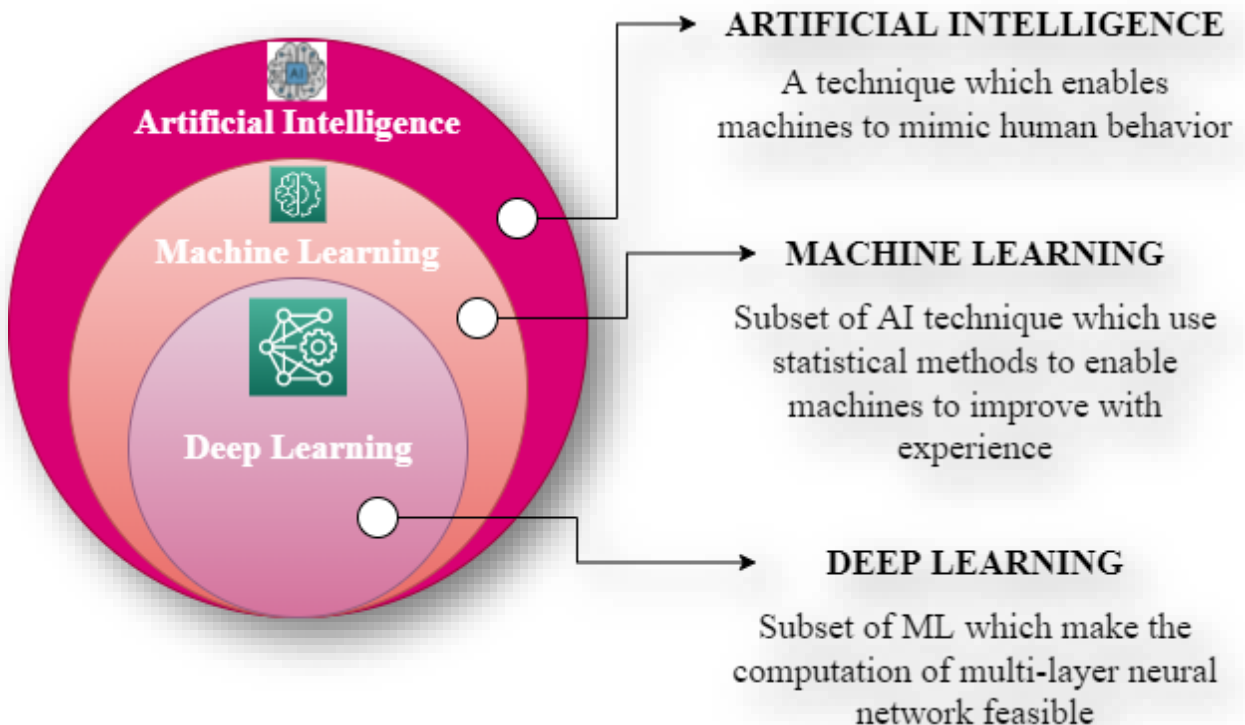 AI
Artificial Intelligence
Machine Learning
Deep Learning
ARTIFICIAL INTELLIGENCE
A technique which enables
machines to mimic human behavior
MACHINE LEARNING
Subset of AI technique which use
statistical methods to enable
machines to improve with
experience
DEEP LEARNING
Subset of ML which make the
computation of multi-layer neural
network feasible